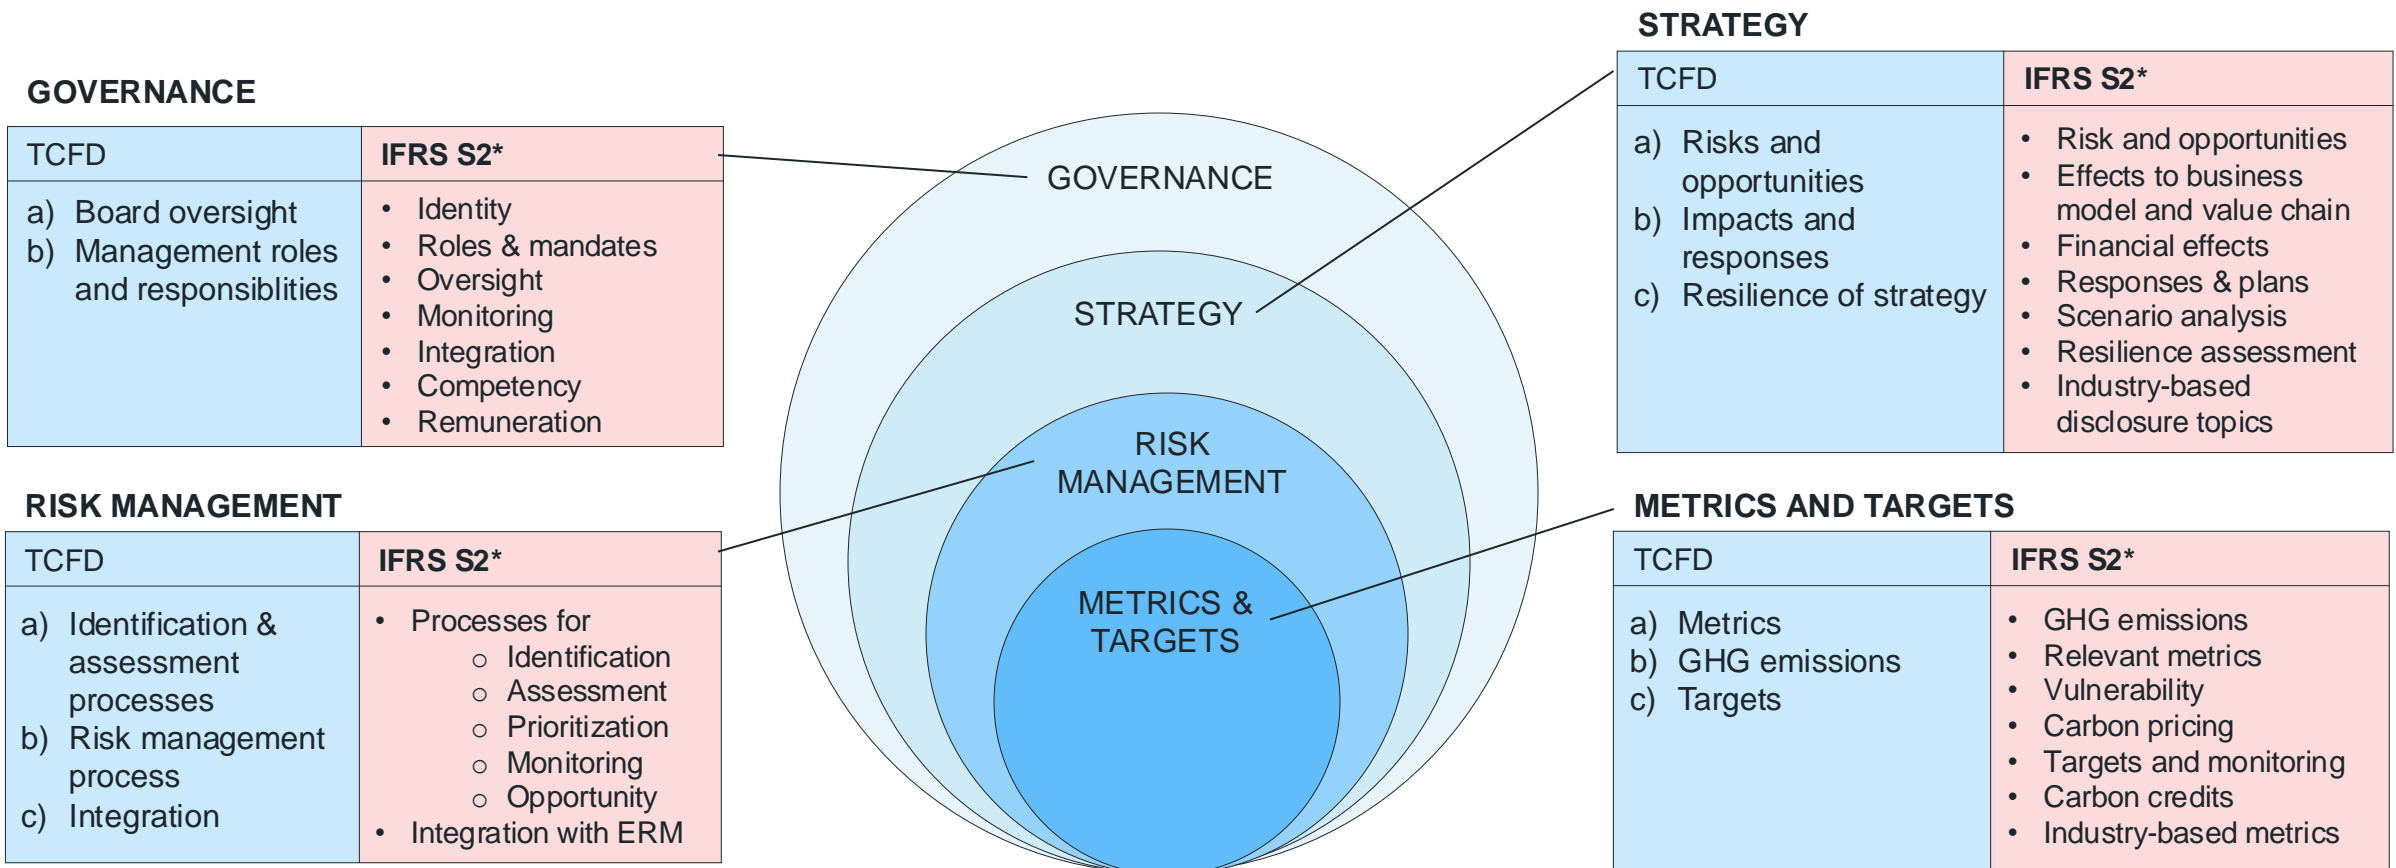 GOVERNANCE
TCFD
IFRS S2*
a) Board oversight
b) Management roles
and responsiblities
• Identity
• Roles & mandates
• Oversight
• Monitoring
• Integration
• Competency
• Remuneration
RISK MANAGEMENT
TCFD
IFRS S2*
a) Identification &
assessment
processes
b) Risk management
process
c) Integration
• Processes for
o Identification
o Assessment
o Prioritization
o Monitoring
o Opportunity
• Integration with ERM
GOVERNANCE
STRATEGY
RISK
MANAGEMENT
METRICS &
TARGETS
STRATEGY
TCFD
IFRS S2*
a) Risks and
opportunities
b) Impacts and
responses
c) Resilience of strategy
• Risk and opportunities
• Effects to business
model and value chain
• Financial effects
• Responses & plans
• Scenario analysis
• Resilience assessment
• Industry-based
disclosure topics
METRICS AND TARGETS
TCFD
IFRS S2*
a) Metrics
b) GHG emissions
c) Targets
• GHG emissions
• Relevant metrics
• Vulnerability
• Carbon pricing
• Targets and monitoring
• Carbon credits
• Industry-based metrics